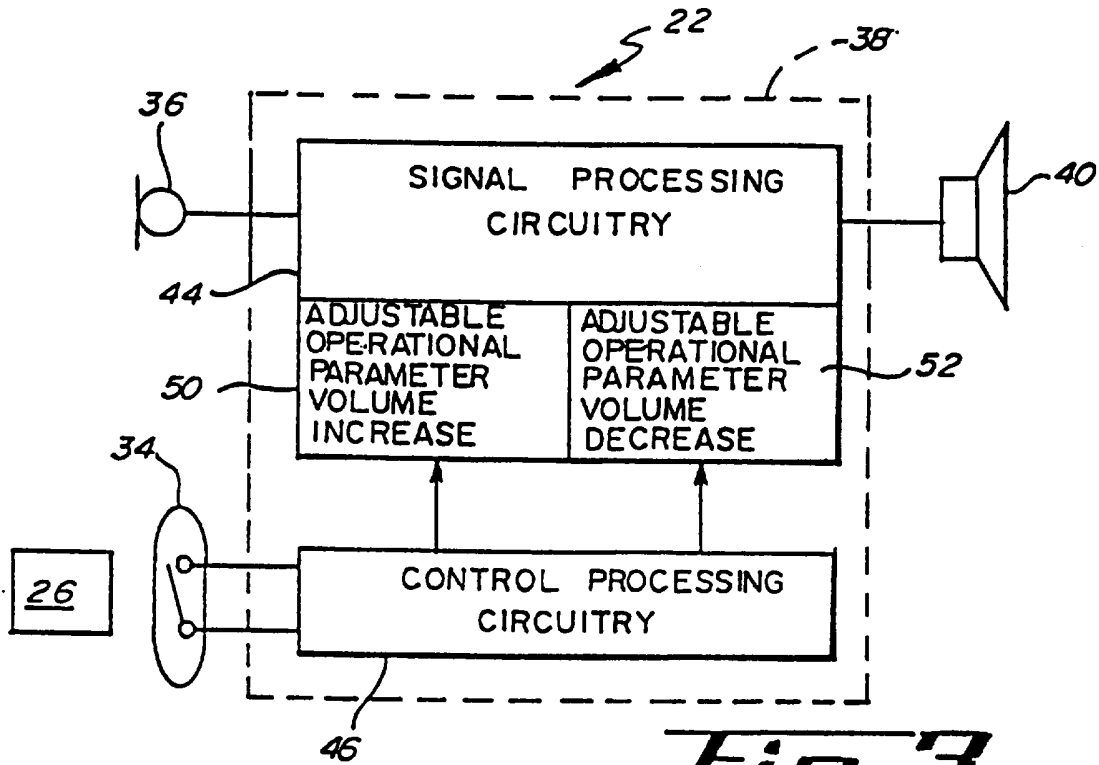 22
38
36
SIGNAL PROCESSING
CIRCUITRY
40
44
ADJUSTABLE
OPERATIONAL
PARAMETER
VOLUME
INCREASE
ADJUSTABLE
OPERATIONAL
PARAMETER
VOLUME
DECREASE
50
52
34
26
CONTROL PROCESSING
CIRCUITRY
46